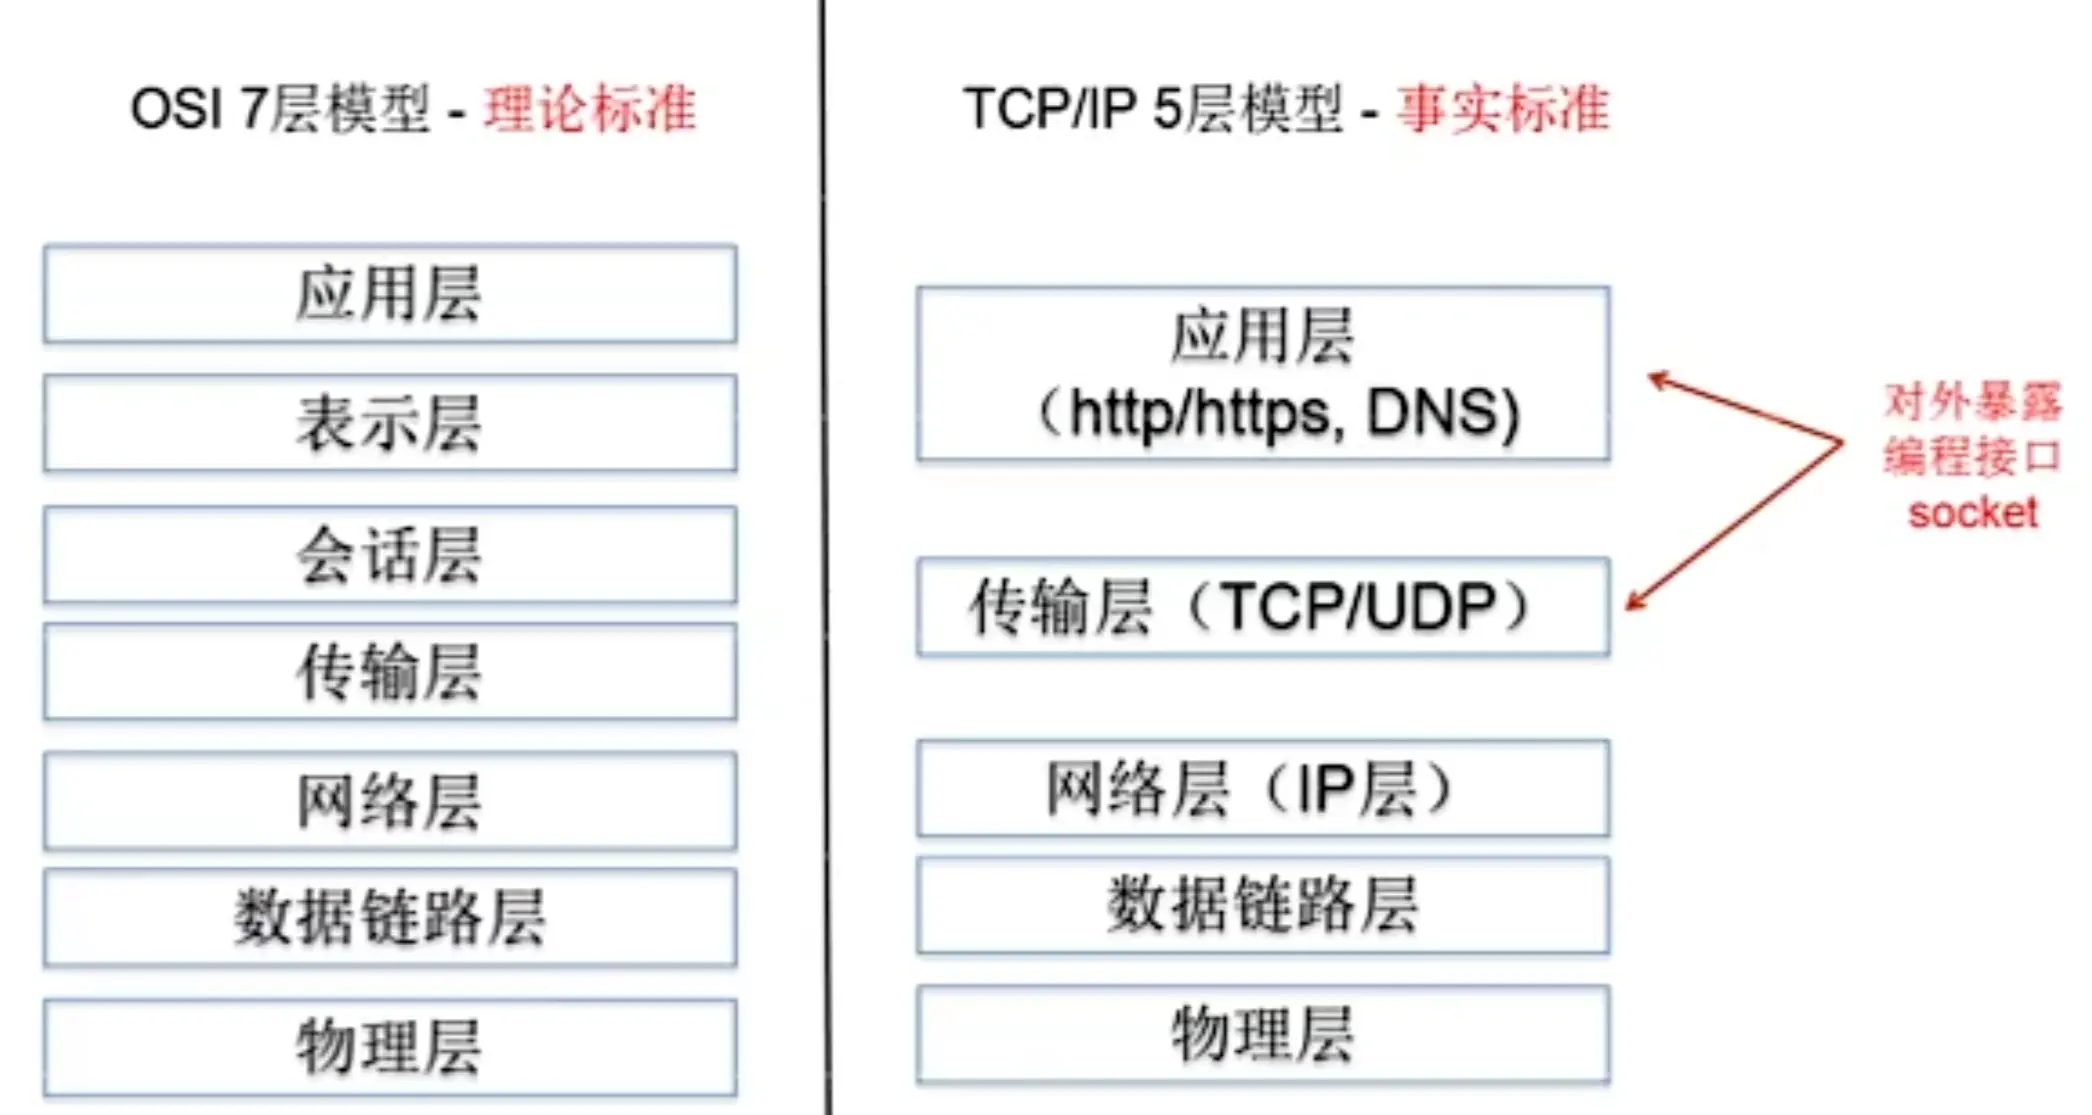 OSI 7层模型 - 理论标准
应用层
表示层
会话层
传输层
网络层
数据链路层
物理层
TCP/IP 5层模型 - 事实标准
应用层
（http/https, DNS)
传输层（TCP/UDP）
网络层（IP层）
数据链路层
物理层
对外暴露
编程接口
socket